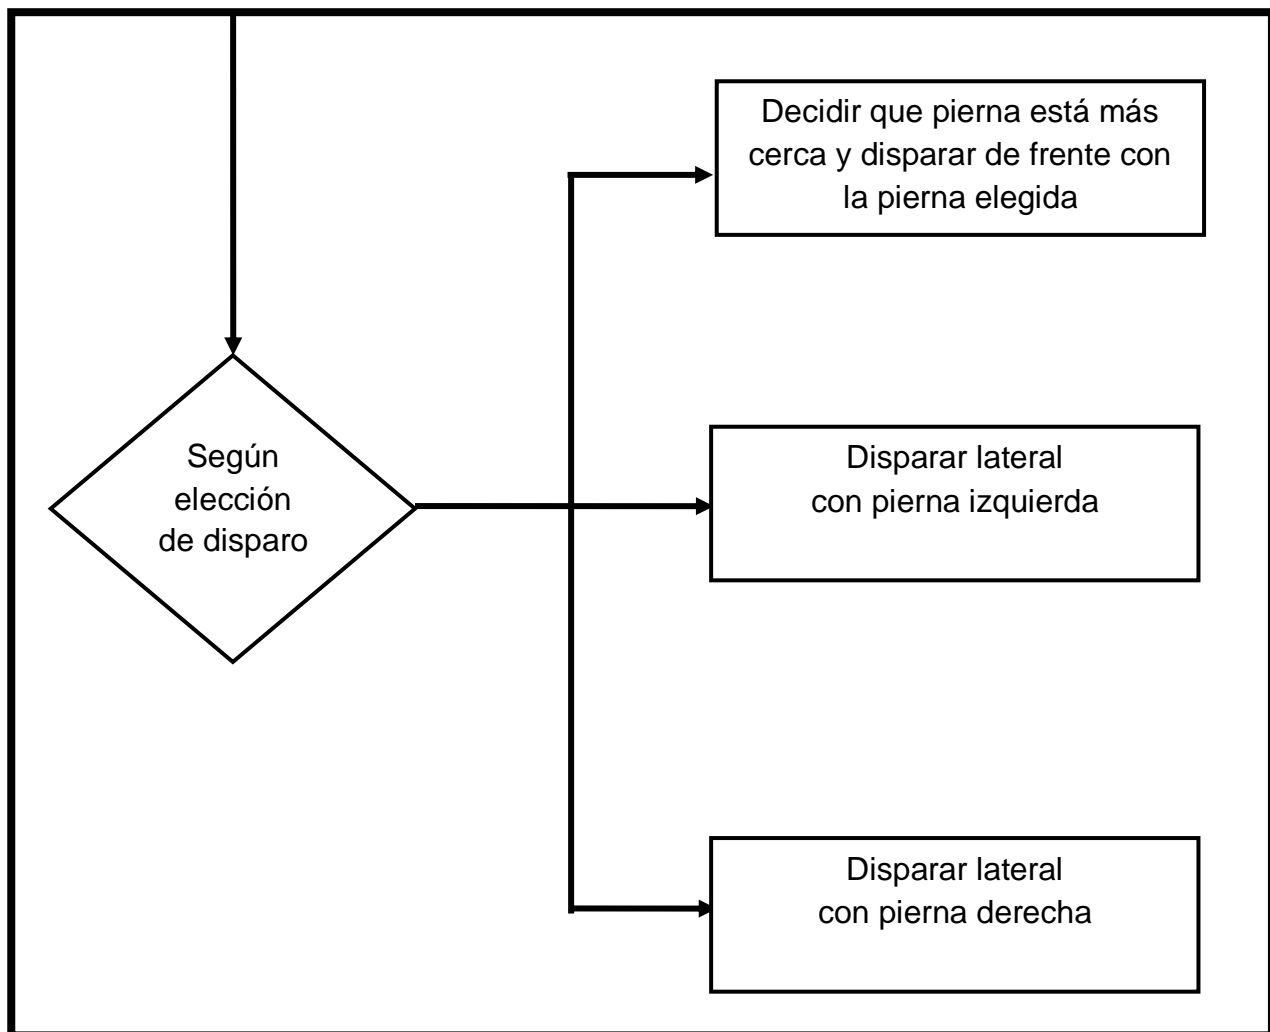 Decidir que pierna está más
cerca y disparar de frente con
la pierna elegida
Según
elección
de disparo
Disparar lateral
con pierna izquierda
Disparar lateral
con pierna derecha